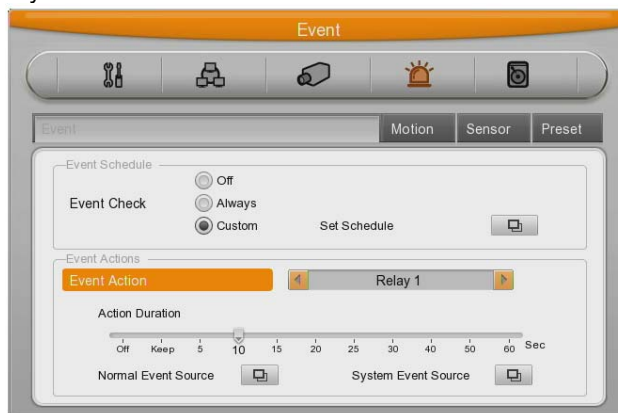 Event
Event Motion Sensor Preset
Event Schedule
Off
Event Check Always
Custom Set Schedule
Event Actions
Event Action Relay 1
Action Duration
Off Keep 5 10 15 20 25 30 40 50 60 Sec
Normal Event Source System Event Source